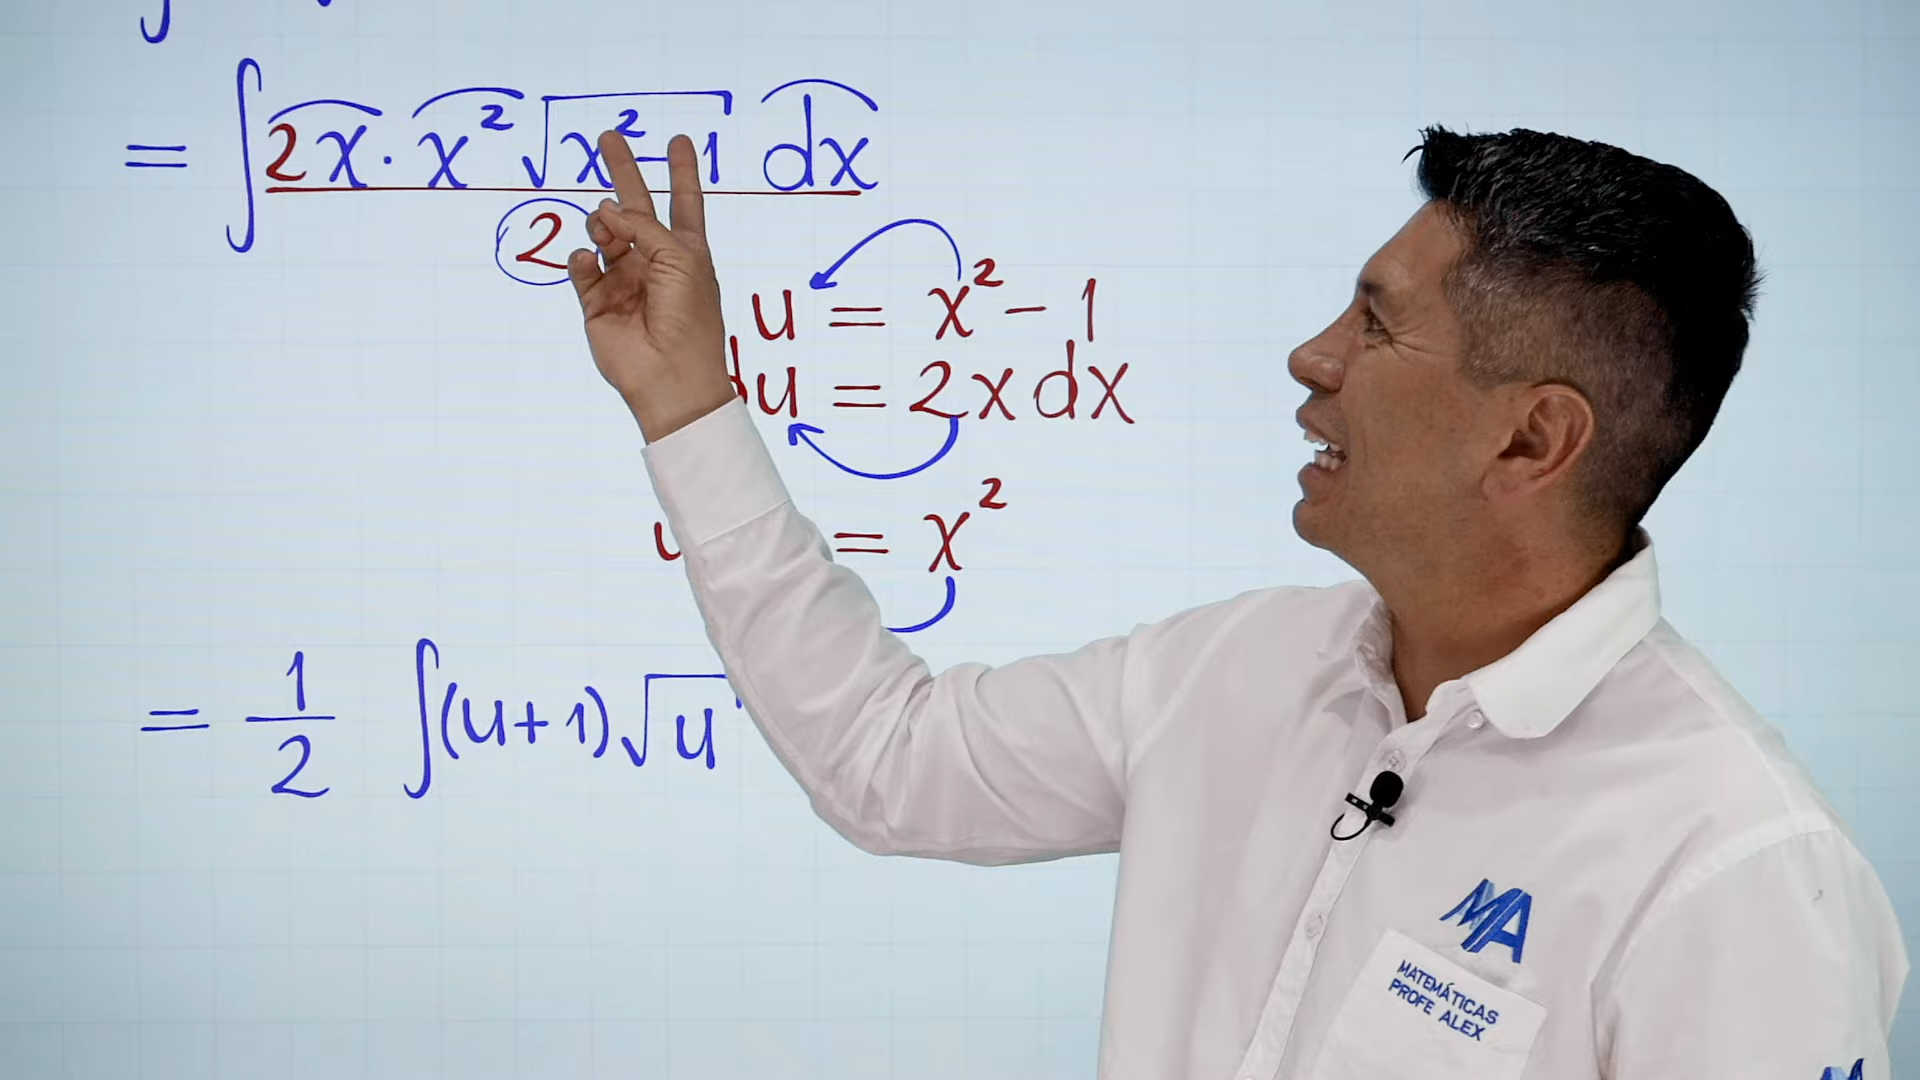 = ∫ 2x · x² √(x² − 1) dx
2
u = x² − 1
du = 2x dx
u = x²
= 1/2 ∫ (u + 1) √u
MA
MATEMÁTICAS
PROFE ALEX